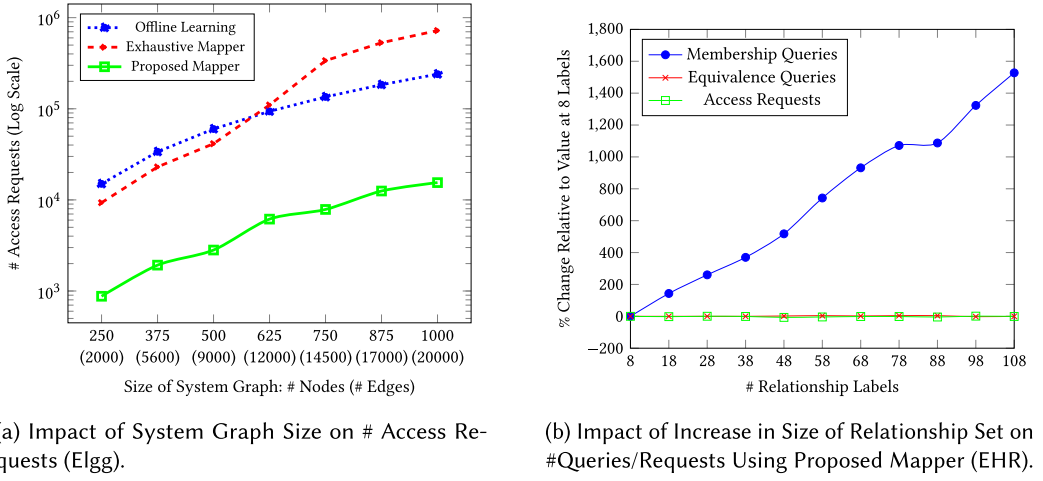 10^6
10^5
10^4
10^3
# Access Requests (Log Scale)
Offline Learning
Exhaustive Mapper
Proposed Mapper
250 375 500 625 750 875 1000
(2000) (5600) (9000) (12000) (14500) (17000) (20000)
Size of System Graph: # Nodes (# Edges)
(a) Impact of System Graph Size on # Access Re-
quests (Elgg).
1,800
1,600
1,400
1,200
1,000
800
600
400
200
0
−200
% Change Relative to Value at 8 Labels
Membership Queries
Equivalence Queries
Access Requests
8 18 28 38 48 58 68 78 88 98 108
# Relationship Labels
(b) Impact of Increase in Size of Relationship Set on
#Queries/Requests Using Proposed Mapper (EHR).